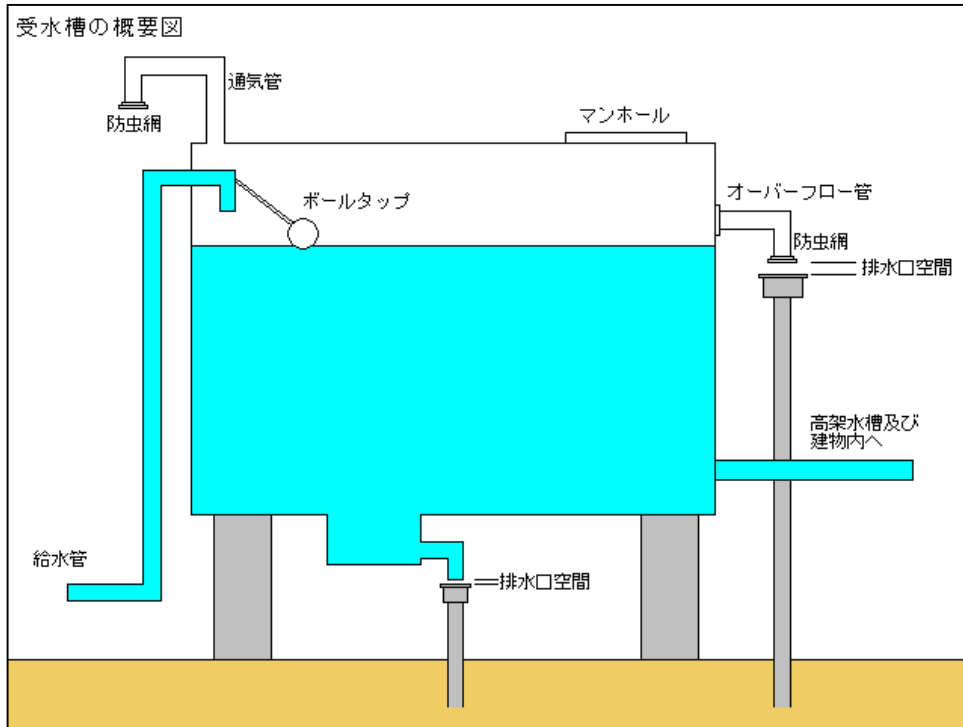 受水槽の概要図
通気管
防虫網
マンホール
ボールタップ
オーバーフロー管
防虫網
排水口空間
高架水槽及び
建物内へ
給水管
排水口空間